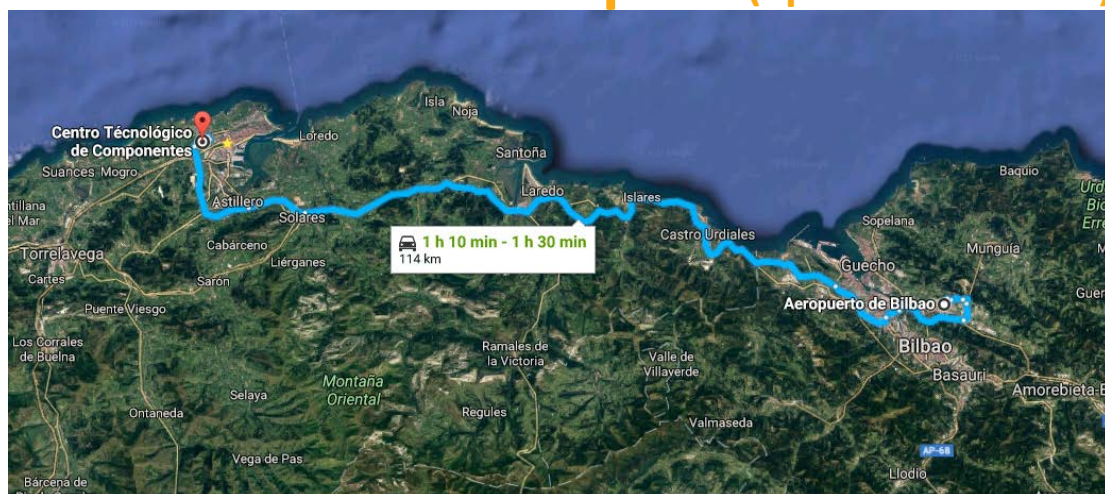 Isla
Noja
Loredo
Centro Técnológico
de Componentes
Suances
Mogro
Santoña
Laredo
Islares
Astillero
Solares
Castro Urdiales
Baquio
Sopelana
Munguía
Guecho
Torrelavega
Cartes
Cabárceno
Liérganes
Sarón
1 h 10 min - 1 h 30 min
114 km
Aeropuerto de Bilbao
Puente Viesgo
Bilbao
Basauri
Los Corrales
de Buelna
Ramales de
la Victoria
Valle de
Villaverde
Montaña
Oriental
Selaya
Ontaneda
Regules
Valmaseda
Vega de Pas
AP-68
Llodio
Bárcena de